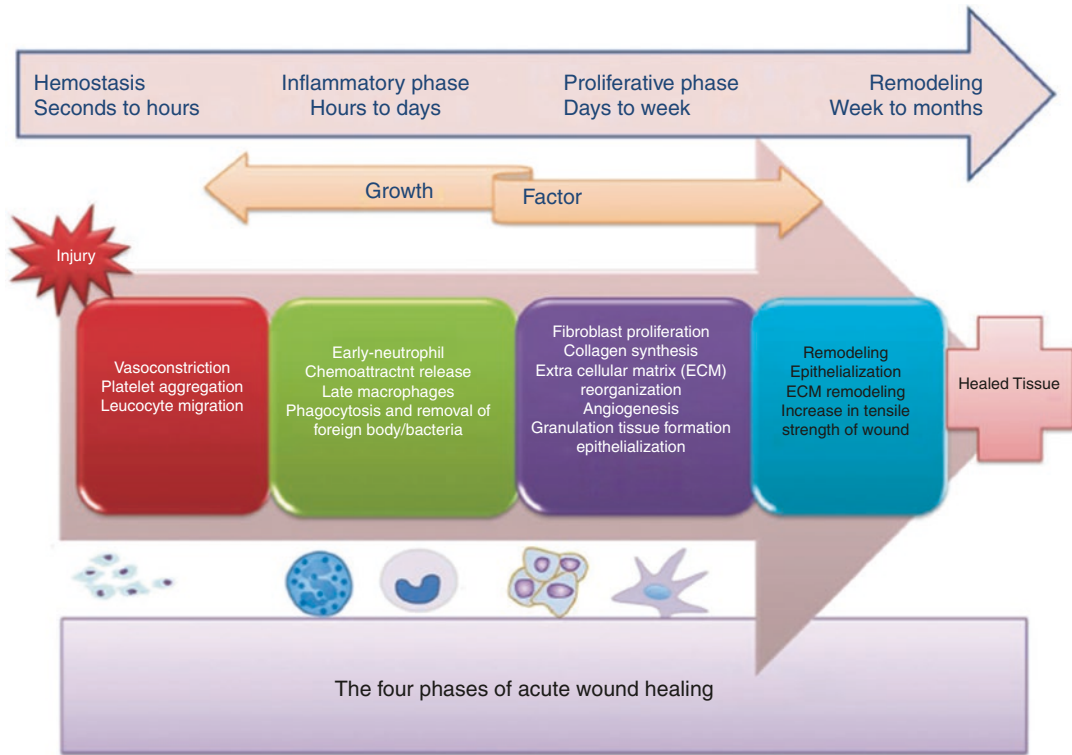 Hemostasis
Seconds to hours
Inflammatory phase
Hours to days
Proliferative phase
Days to week
Remodeling
Week to months
Growth
Factor
Injury
Vasoconstriction
Platelet aggregation
Leucocyte migration
Early-neutrophil
Chemoattractnt release
Late macrophages
Phagocytosis and removal of
foreign body/bacteria
Fibroblast proliferation
Collagen synthesis
Extra cellular matrix (ECM)
reorganization
Angiogenesis
Granulation tissue formation
epithelialization
Remodeling
Epithelialization
ECM remodeling
Increase in tensile
strength of wound
Healed Tissue
The four phases of acute wound healing